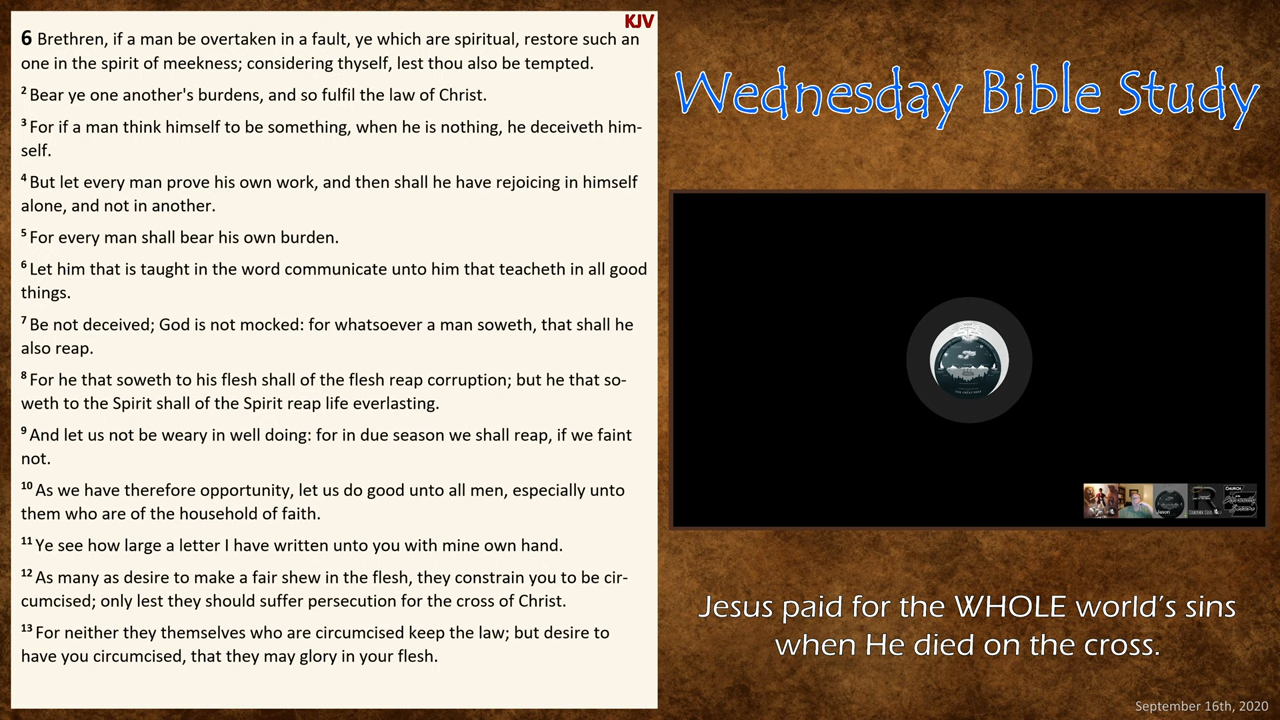 KJV
6 Brethren, if a man be overtaken in a fault, ye which are spiritual, restore such an
one in the spirit of meekness; considering thyself, lest thou also be tempted.
2 Bear ye one another's burdens, and so fulfil the law of Christ.
3 For if a man think himself to be something, when he is nothing, he deceiveth him-
self.
4 But let every man prove his own work, and then shall he have rejoicing in himself
alone, and not in another.
5 For every man shall bear his own burden.
6 Let him that is taught in the word communicate unto him that teacheth in all good
things.
7 Be not deceived; God is not mocked: for whatsoever a man soweth, that shall he
also reap.
8 For he that soweth to his flesh shall of the flesh reap corruption; but he that so-
weth to the Spirit shall of the Spirit reap life everlasting.
9 And let us not be weary in well doing: for in due season we shall reap, if we faint
not.
10 As we have therefore opportunity, let us do good unto all men, especially unto
them who are of the household of faith.
11 Ye see how large a letter I have written unto you with mine own hand.
12 As many as desire to make a fair shew in the flesh, they constrain you to be cir-
cumcised; only lest they should suffer persecution for the cross of Christ.
13 For neither they themselves who are circumcised keep the law; but desire to
have you circumcised, that they may glory in your flesh.
Wednesday Bible Study
Jason
Jesus paid for the WHOLE world's sins
when He died on the cross.
September 16th, 2020